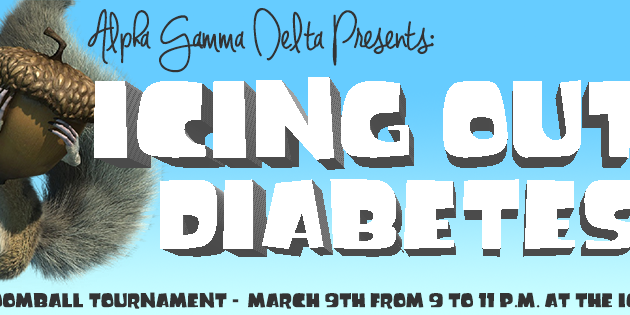 Alpha Gamma Delta Presents:
ICING OUT
DIABETES
OOMBALL TOURNAMENT - MARCH 9TH FROM 9 TO 11 P.M. AT THE IC